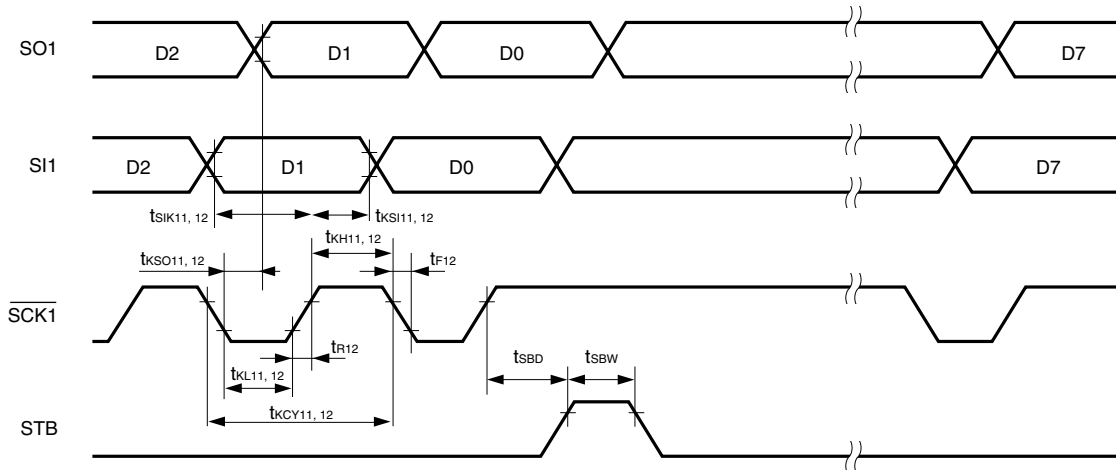 SO1 D2 D1 D0 D7
SI1 D2 D1 D0 D7
tSIK11, 12 tKSI11, 12
tKH11, 12
tKSO11, 12 tF12
SCK1
tR12
tSBD tSBW
tKL11, 12
tKCY11, 12
STB